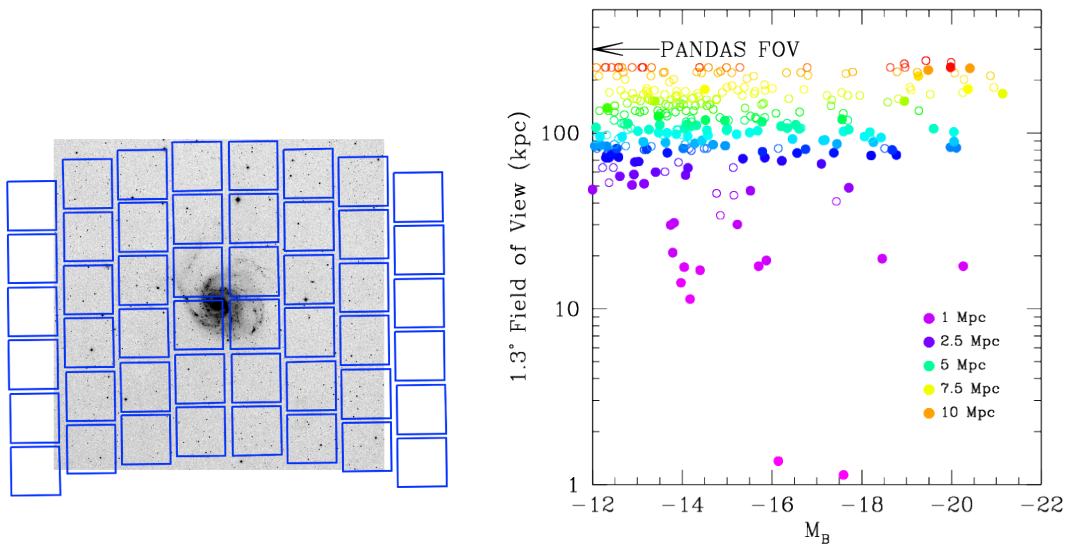 PANDAS FOV
100
10
1
1.3° Field of View (kpc)
1 Mpc
2.5 Mpc
5 Mpc
7.5 Mpc
10 Mpc
−12 −14 −16 −18 −20 −22
M_B